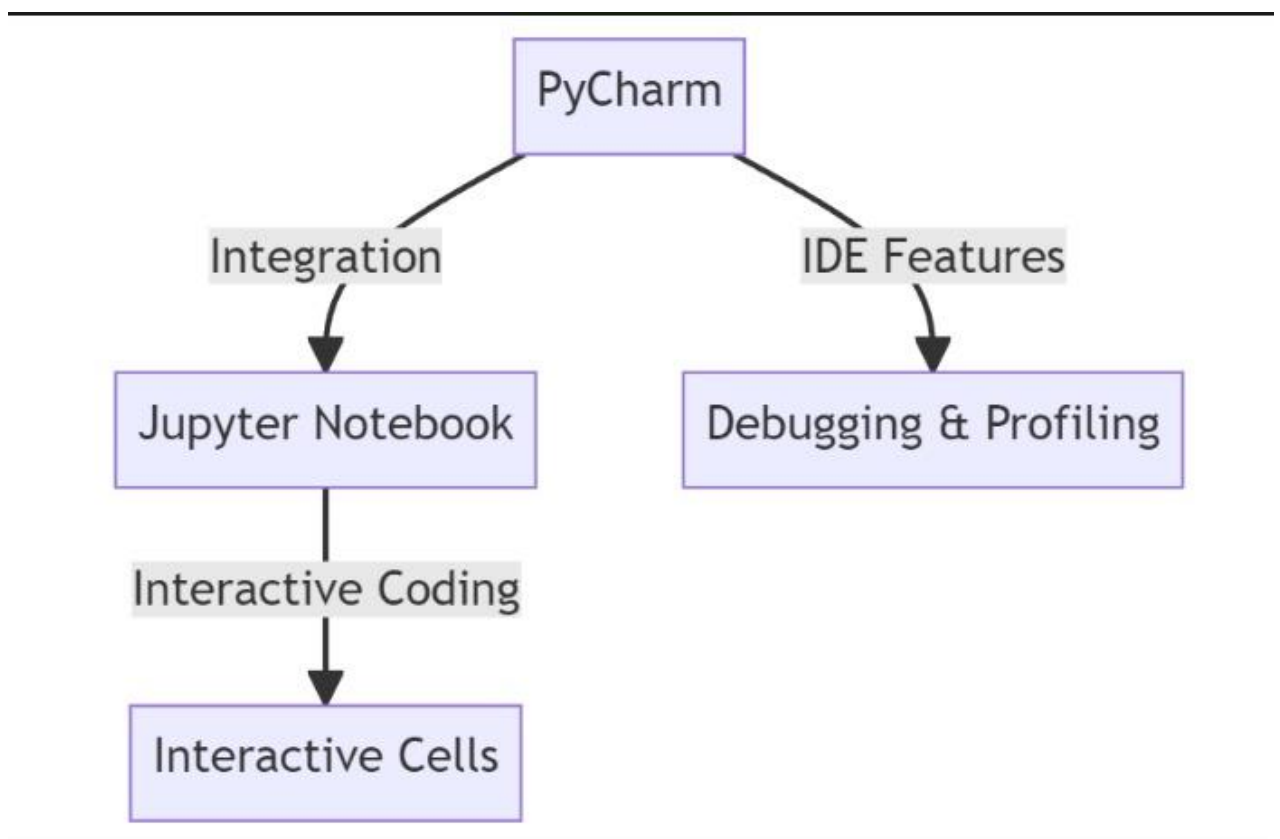 PyCharm
Integration
IDE Features
Jupyter Notebook
Debugging & Profiling
Interactive Coding
Interactive Cells